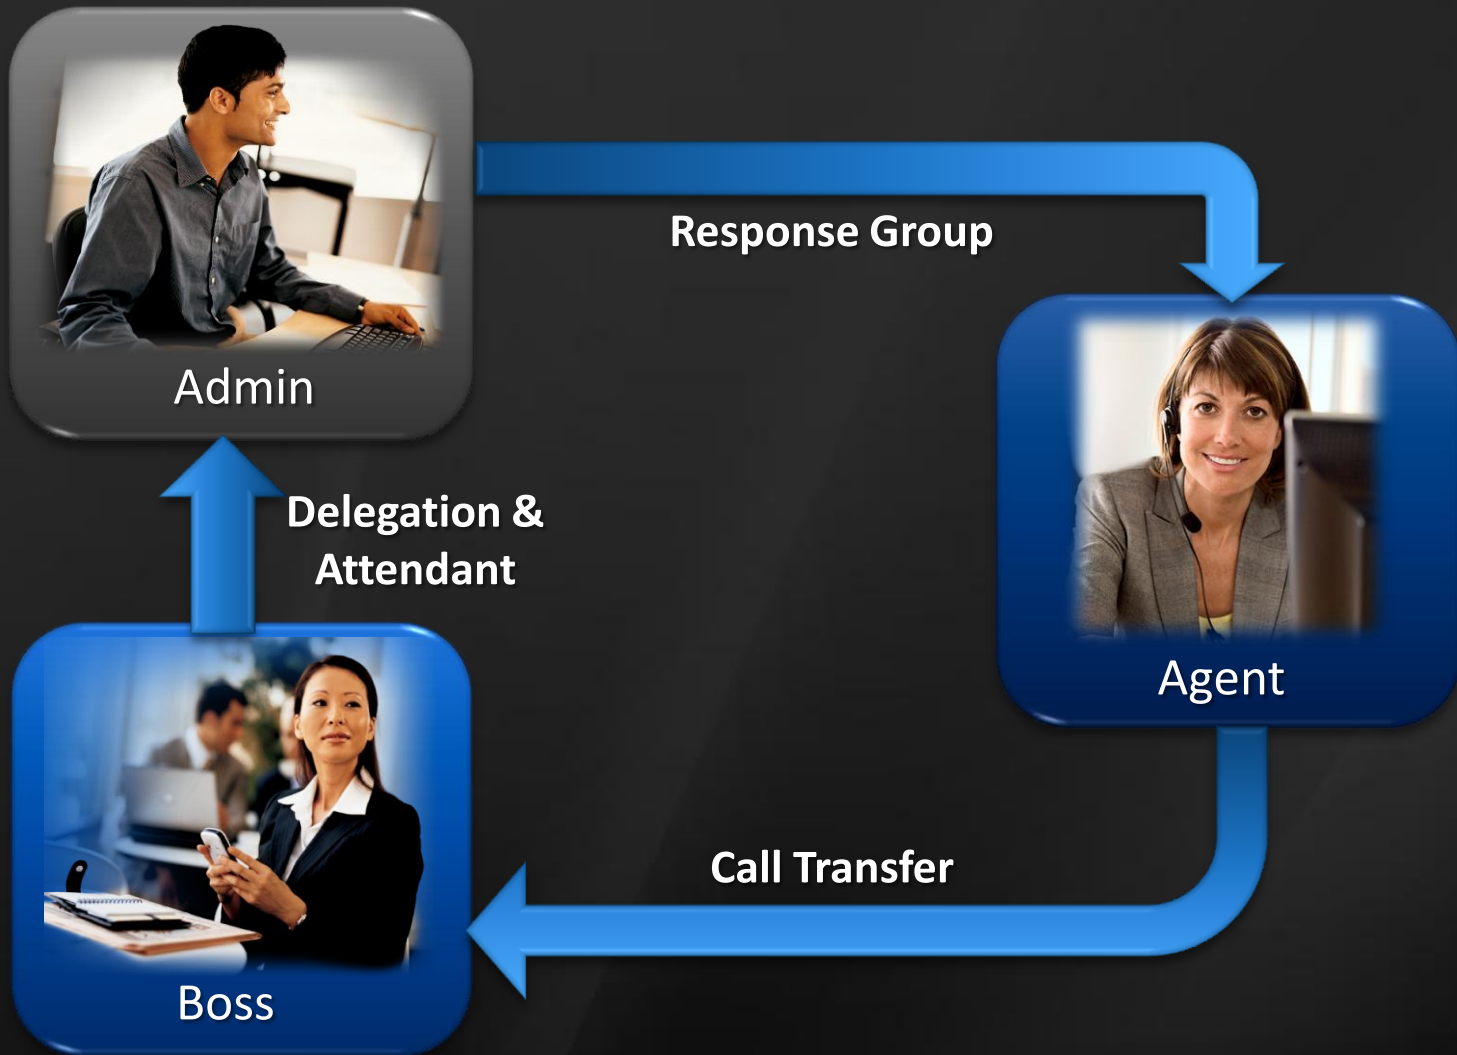 Admin
Response Group
Delegation &
Attendant
Agent
Call Transfer
Boss